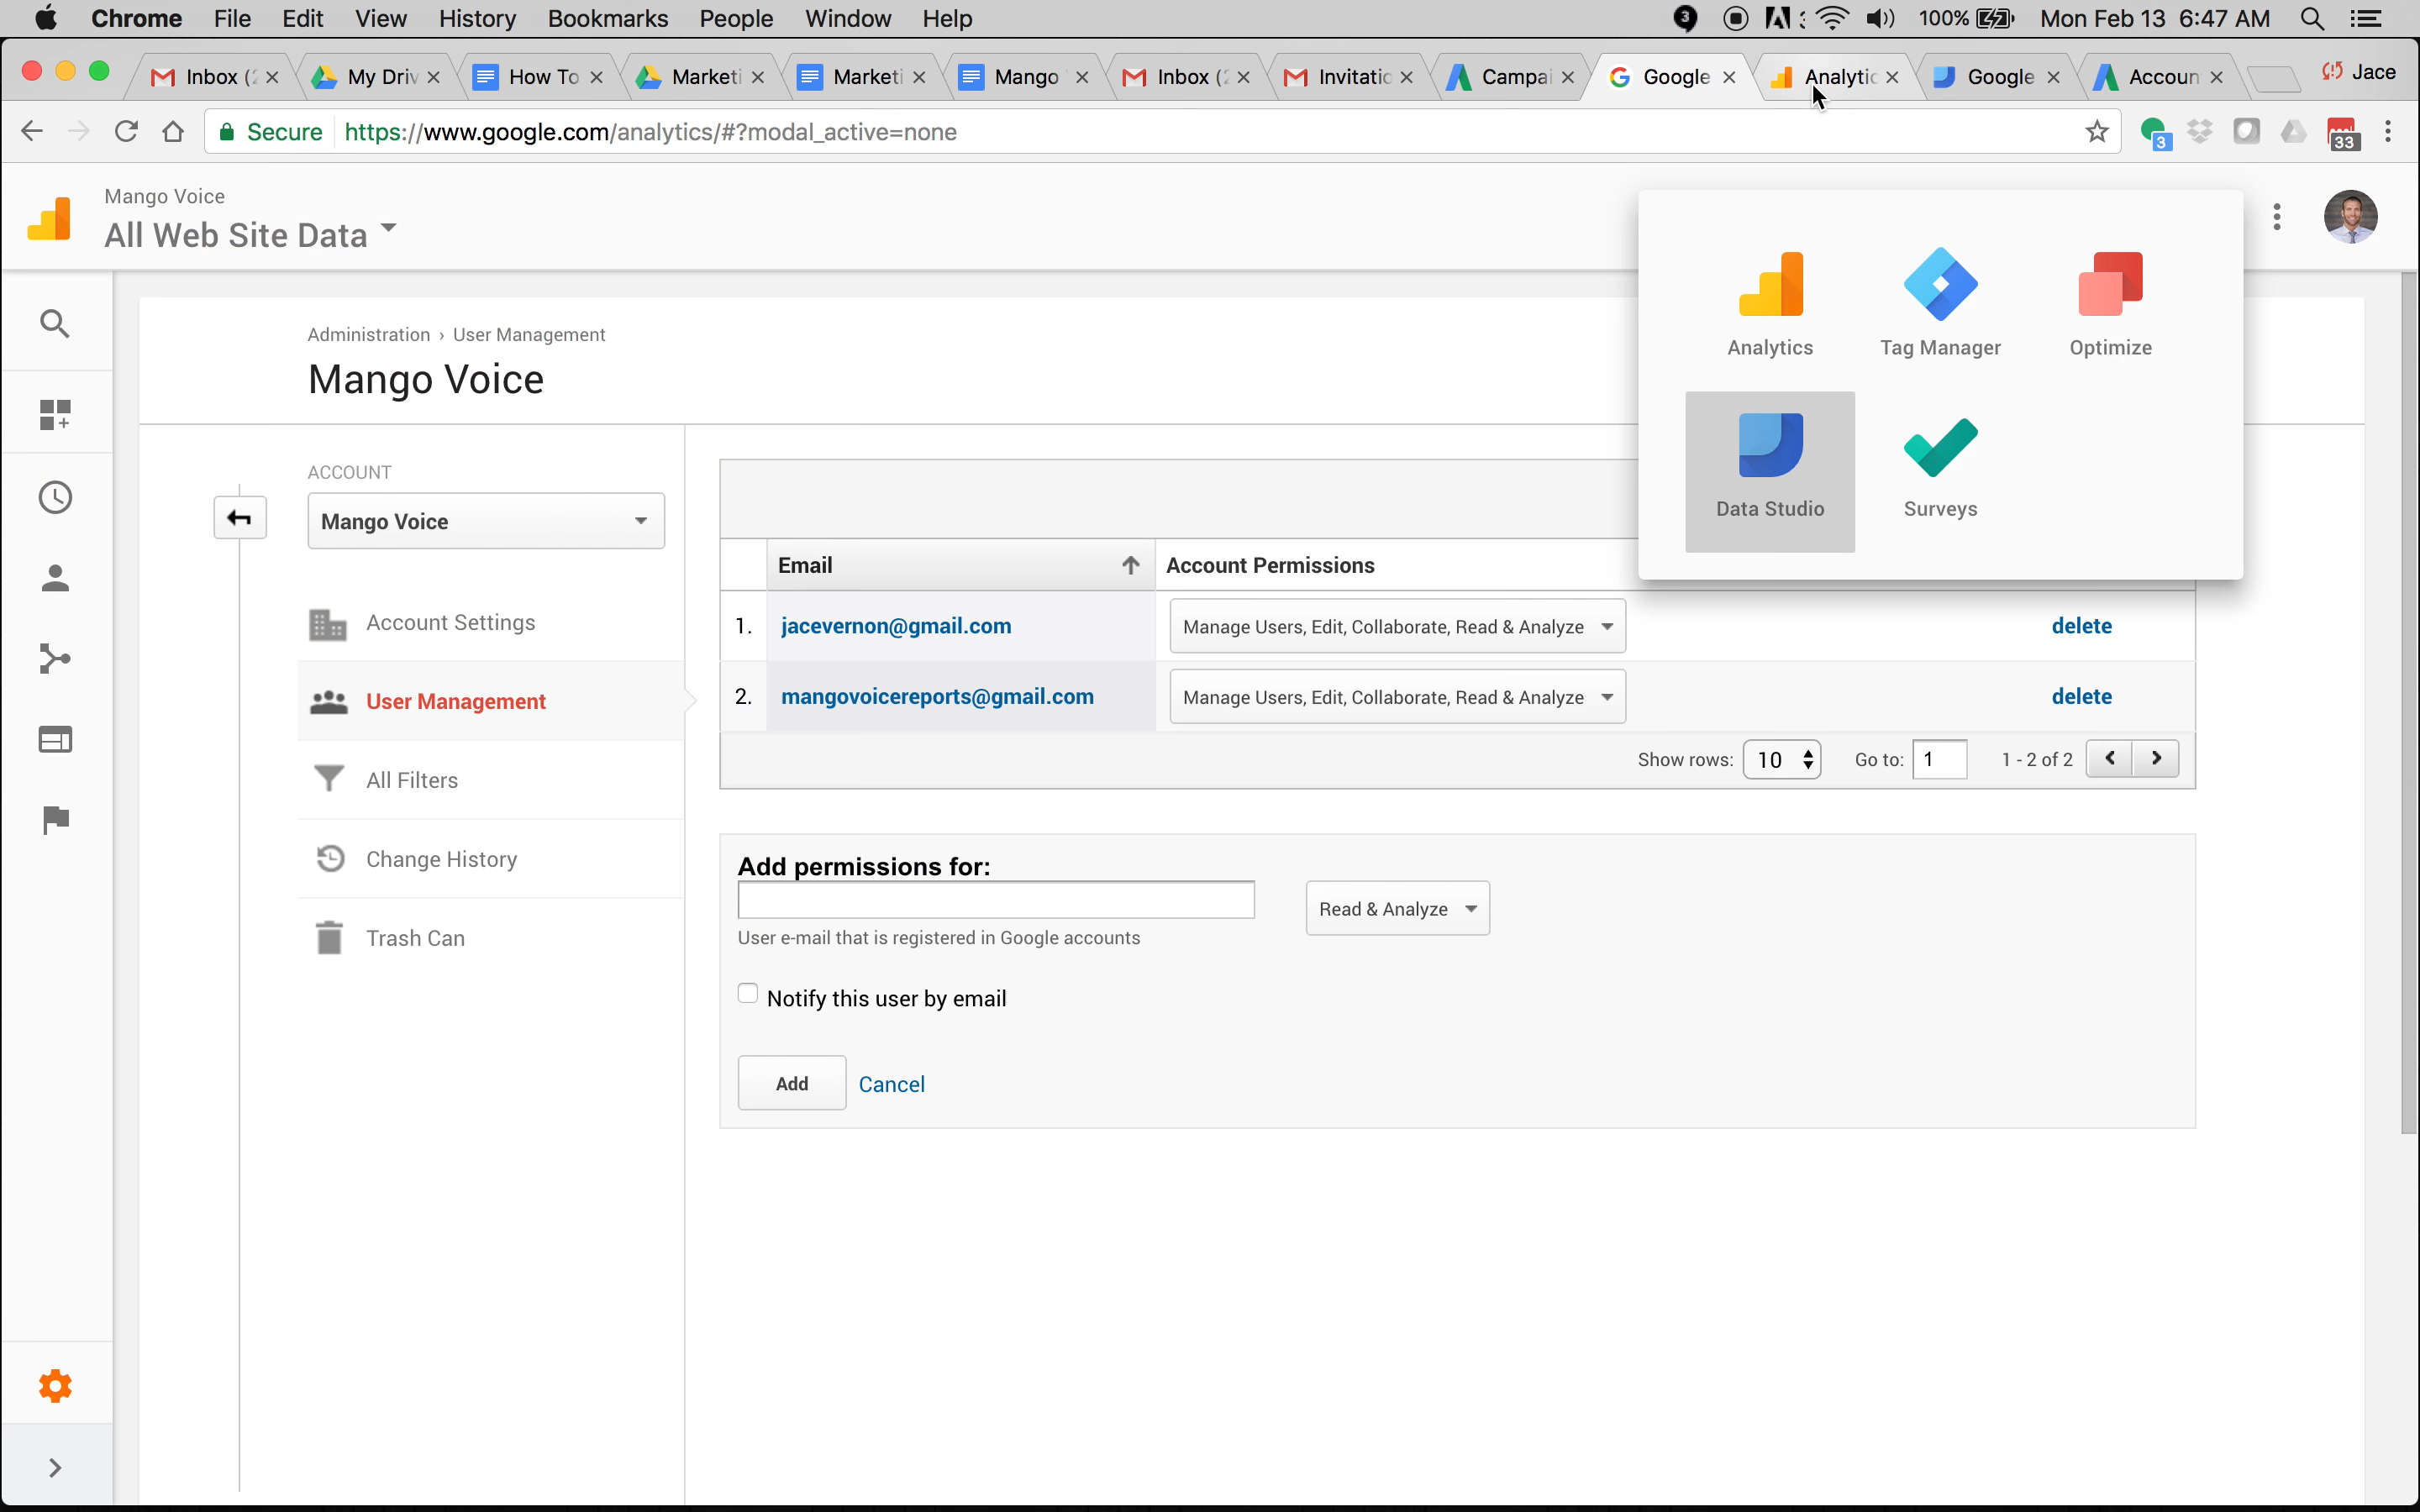 Chrome File Edit View History Bookmarks People Window Help 3 100% Mon Feb 13 6:47 AM
Inbox (2 My Driv How To Marketi Marketi Mango Inbox (2 Invitatio Campai Google Analytic Google Accoun Jace
Secure https://www.google.com/analytics/#?modal_active=none 3 33
Mango Voice
All Web Site Data
Analytics Tag Manager Optimize
Data Studio Surveys
Administration › User Management
Mango Voice
ACCOUNT
Mango Voice
Account Settings
User Management
All Filters
Change History
Trash Can
Email Account Permissions
1. jacevernon@gmail.com Manage Users, Edit, Collaborate, Read & Analyze delete
2. mangovoicereports@gmail.com Manage Users, Edit, Collaborate, Read & Analyze delete
Show rows: 10 Go to: 1 1 - 2 of 2
Add permissions for:
Read & Analyze
User e-mail that is registered in Google accounts
Notify this user by email
Add Cancel